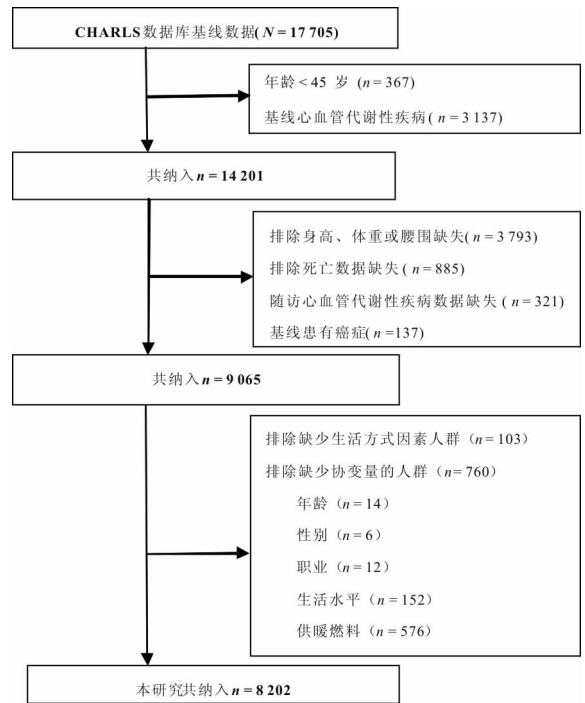 CHARLS数据库基线数据(N=17 705)
年龄<45 岁 (n=367)
基线心血管代谢性疾病(n=3 137)
共纳入n=14 201
排除身高、体重或腰围缺失(n=3 793)
排除死亡数据缺失(n=885)
随访心血管代谢性疾病数据缺失(n=321)
基线患有癌症(n=137)
共纳入n=9 065
排除缺少生活方式因素人群(n=103)
排除缺少协变量的人群(n=760)
年龄(n=14)
性别(n=6)
职业(n=12)
生活水平(n=152)
供暖燃料(n=576)
本研究共纳入n=8 202